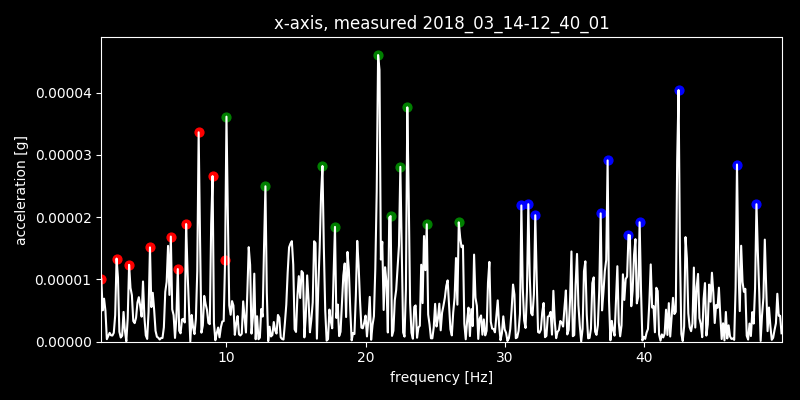 x-axis, measured 2018_03_14-12_40_01
acceleration [g]
0.00004
0.00003
0.00002
0.00001
0.00000
10 20 30 40
frequency [Hz]